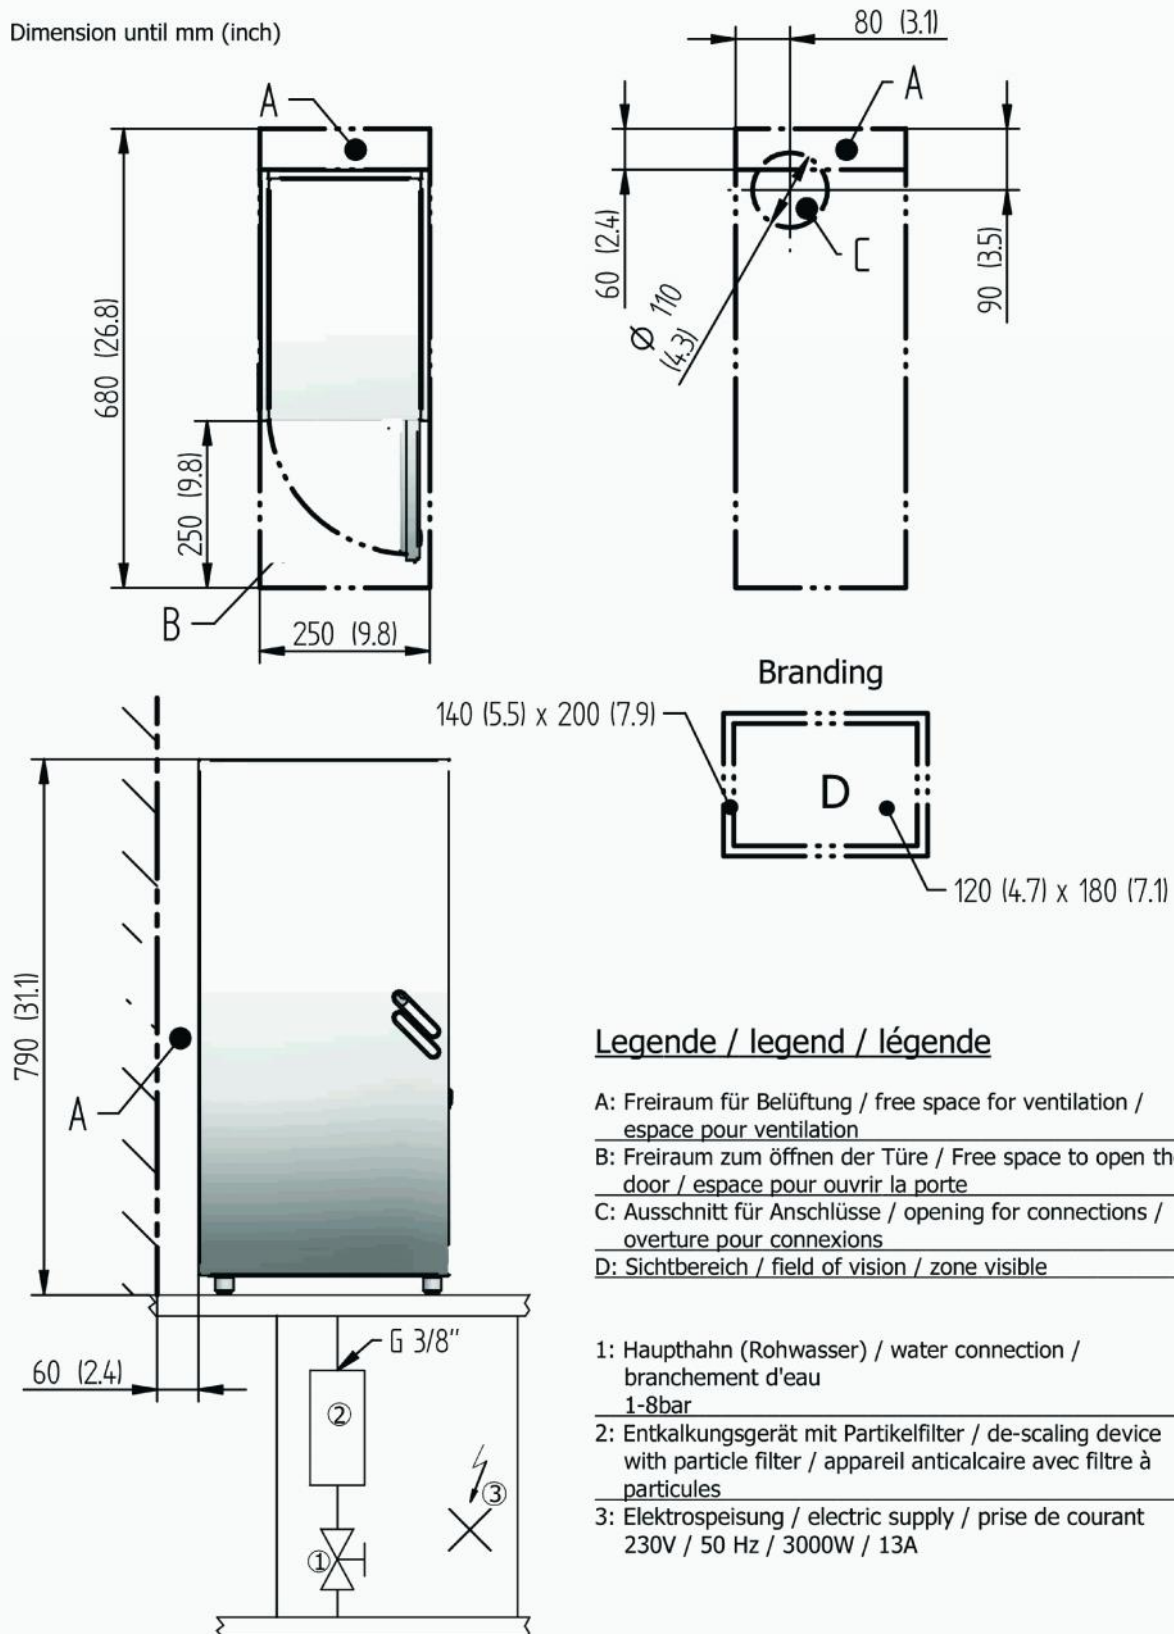 Dimension until mm (inch)
80 (3.1)
A
A
680 (26.8)
250 (9.8)
B
250 (9.8)
60 (2.4)
Ø 110
(4.3)
C
90 (3.5)
Branding
140 (5.5) x 200 (7.9)
D
120 (4.7) x 180 (7.1)
790 (31.1)
A
60 (2.4)
G 3/8"
②
③
①
Legende / legend / légende
A: Freiraum für Belüftung / free space for ventilation /
espace pour ventilation
B: Freiraum zum öffnen der Türe / Free space to open th
door / espace pour ouvrir la porte
C: Ausschnitt für Anschlüsse / opening for connections /
overture pour connexions
D: Sichtbereich / field of vision / zone visible
1: Haupthahn (Rohwasser) / water connection /
branchement d'eau
1-8bar
2: Entkalkungsgerät mit Partikelfilter / de-scaling device
with particle filter / appareil anticalcaire avec filtre à
particules
3: Elektrospeisung / electric supply / prise de courant
230V / 50 Hz / 3000W / 13A